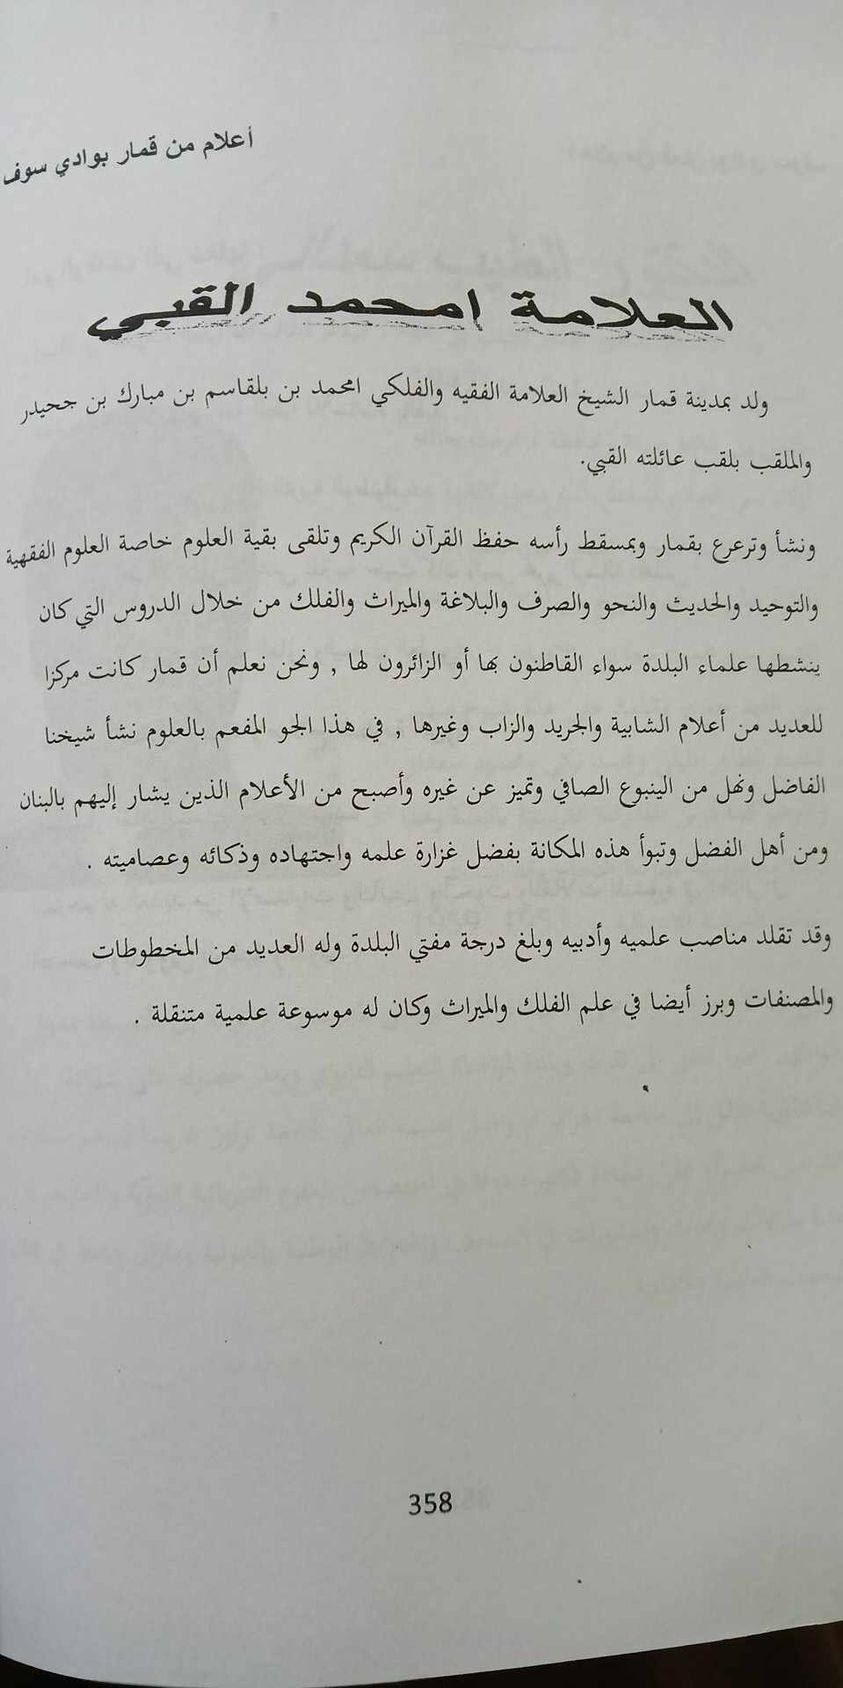 أعلام من قمار بوادي سوف
العلامة امحمد القبي
ولد بمدينة قمار الشيخ العلامة الفقيه والفلكي امحمد بن بلقاسم بن مبارك بن جحيدر
والملقب بلقب عائلته القبي.
ونشأ وترعرع بقمار وبمسقط رأسه حفظ القرآن الكريم وتلقى بقية العلوم خاصة العلوم الفقهية
والتوحيد والحديث والنحو والصرف والبلاغة والميراث والفلك من خلال الدروس التي كان
ينشطها علماء البلدة سواء القاطنون بها أو الزائرون لها , ونحن نعلم أن قمار كانت مركزا
للعديد من أعلام الشابية والجريد والزاب وغيرها , في هذا الجو المفعم بالعلوم نشأ شيخنا
الفاضل ونهل من الينبوع الصافي وتميز عن غيره وأصبح من الأعلام الذين يشار إليهم بالبنان
ومن أهل الفضل وتبوأ هذه المكانة بفضل غزارة علمه واجتهاده وذكائه وعصاميته .
وقد تقلد مناصب علميه وأدبيه وبلغ درجة مفتي البلدة وله العديد من المخطوطات
والمصنفات وبرز أيضا في علم الفلك والميراث وكان له موسوعة علمية متنقلة .
358